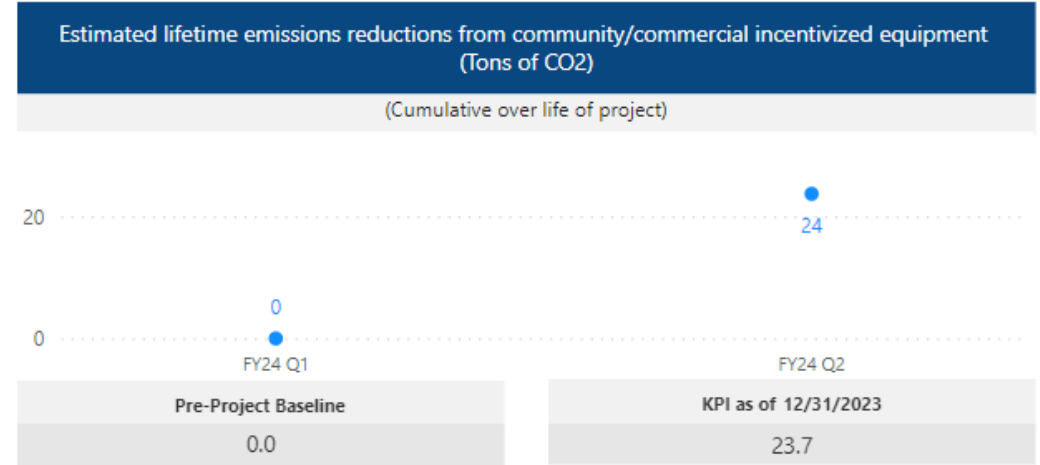 Estimated lifetime emissions reductions from community/commercial incentivized equipment
(Tons of CO2)
(Cumulative over life of project)
20
24
0
0
FY24 Q1
FY24 Q2
Pre-Project Baseline
KPI as of 12/31/2023
0.0
23.7